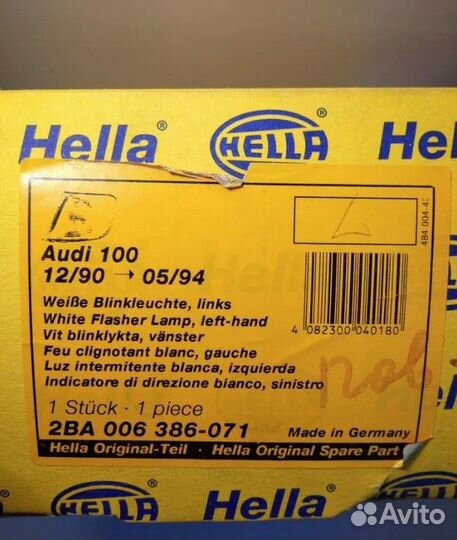 Hella® HELLA® Hella
484 004-4
L
Audi 100
12/90 → 05/94
Weiße Blinkleuchte, links
White Flasher Lamp, left-hand
Vit blinklykta, vänster
Feu clignotant blanc, gauche
Luz intermitente blanca, izquierda
Indicatore di direzione bianco, sinistro
4 082300 040180
1 Stück · 1 piece
2BA 006 386-071
Made in Germany
Hella Original-Teil · Hella Original Spare Part
HELLA® Hella®
Avito